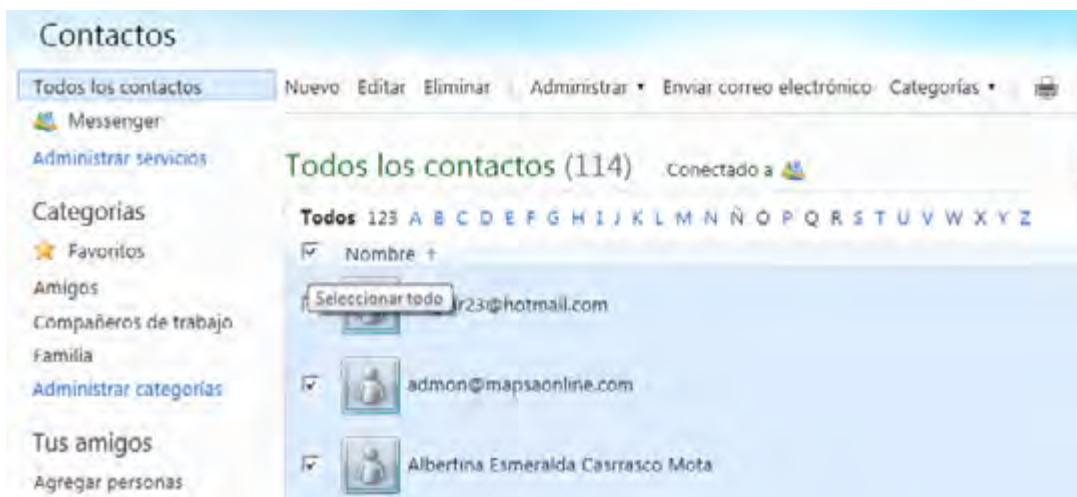 Contactos
Todos los contactos
Messenger
Administrar servicios
Categorías
Favoritos
Amigos
Compañeros de trabajo
Familia
Administrar categorías
Tus amigos
Agregar personas
Nuevo Editar Eliminar Administrar Enviar correo electrónico Categorías
Todos los contactos (114) Conectado a
Todos 123 A B C D E F G H I J K L M N Ñ O P Q R S T U V W X Y Z
Nombre
Seleccionar todo r23@hotmail.com
admon@mapsaonline.com
Albertina Esmeralda Casrrasco Mota